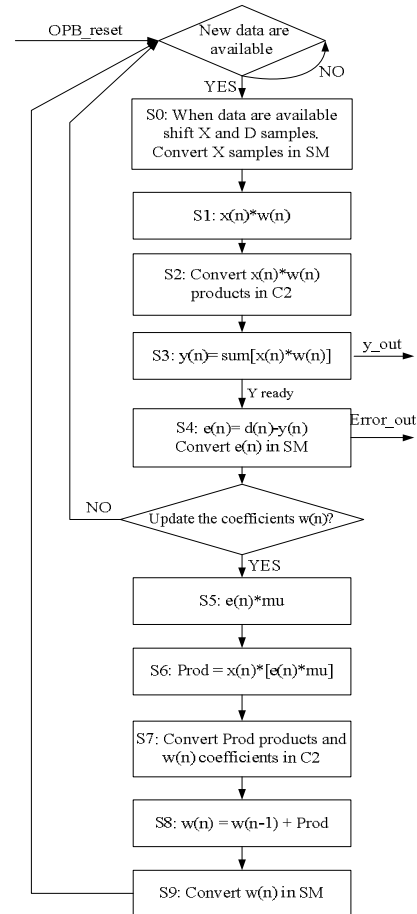 OPB_reset
New data are
available
NO
YES
S0: When data are available
shift X and D samples,
Convert X samples in SM
S1: x(n)*w(n)
S2: Convert x(n)*w(n)
products in C2
S3: y(n)= sum[x(n)*w(n)]
y_out
Y ready
S4: e(n)= d(n)-y(n)
Convert e(n) in SM
Error_out
NO
Update the coefficients w(n)?
YES
S5: e(n)*mu
S6: Prod = x(n)*[e(n)*mu]
S7: Convert Prod products and
w(n) coefficients in C2
S8: w(n) = w(n-1) + Prod
S9: Convert w(n) in SM